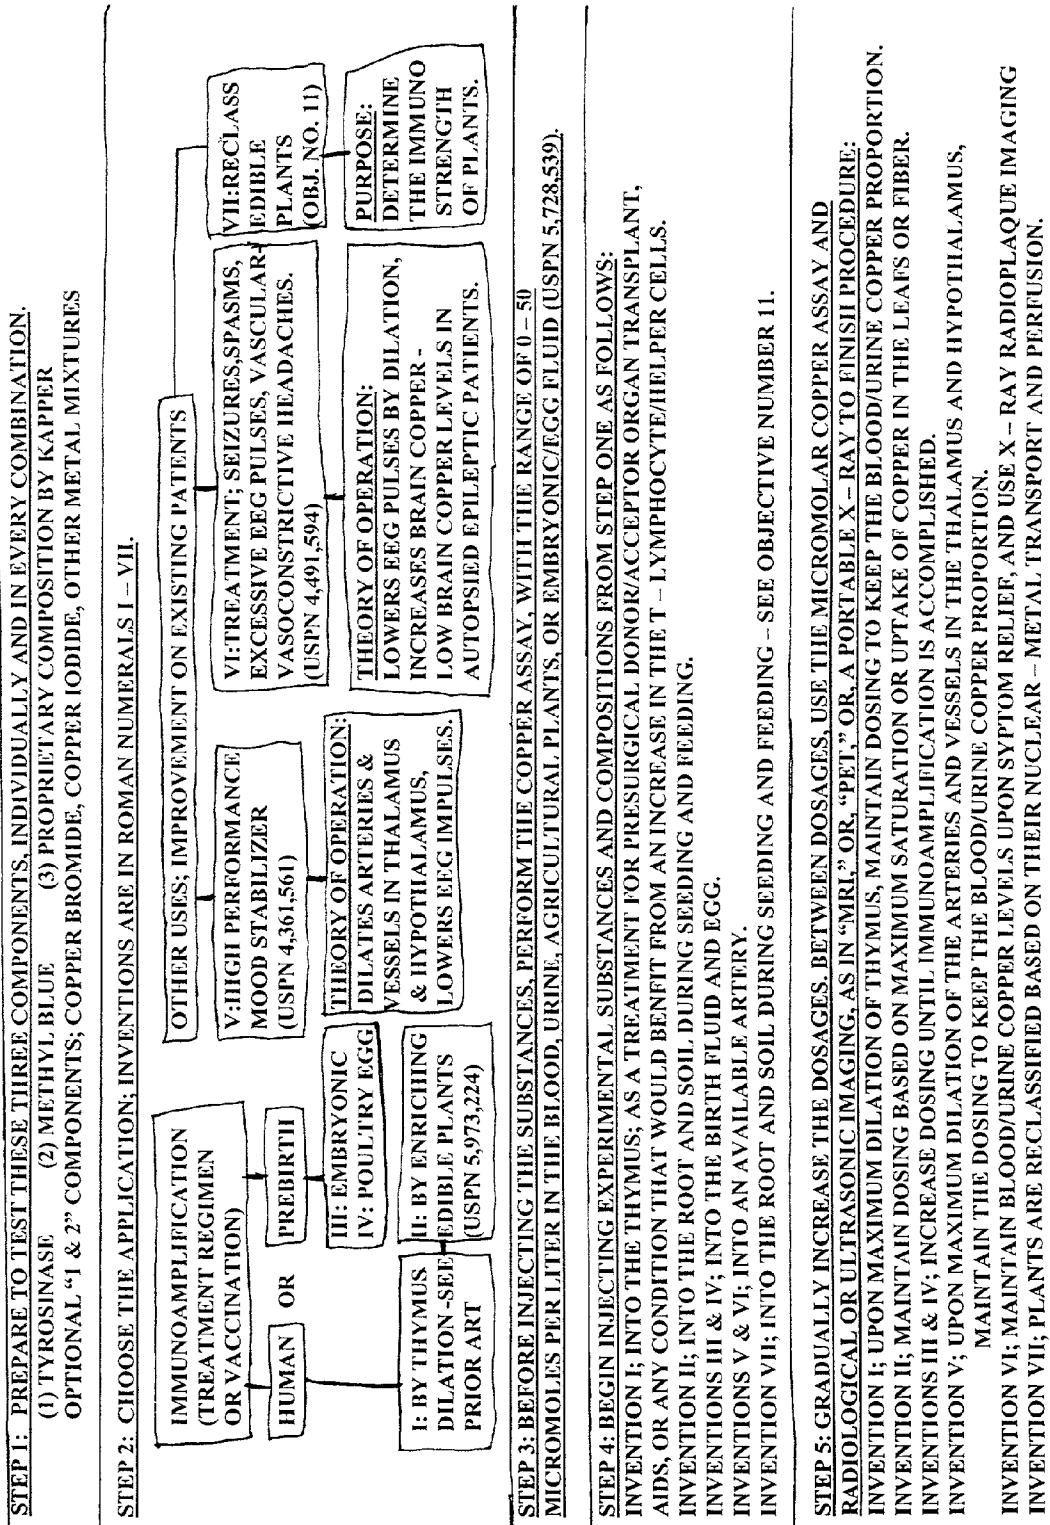 STEP 1: PREPARE TO TEST THESE THREE COMPONENTS, INDIVIDUALLY AND IN EVERY COMBINATION.
(1) TYROSINASE (2) METHYL BLUE (3) PROPRIETARY COMPOSITION BY KAPPER
OPTIONAL "1 & 2" COMPONENTS; COPPER BROMIDE, COPPER IODIDE, OTHER METAL MIXTURES
STEP 2: CHOOSE THE APPLICATION; INVENTIONS ARE IN ROMAN NUMERALS I – VII.
IMMUNOAMPLIFICATION
(TREATMENT REGIMEN
OR VACCINATION)
HUMAN OR PREBIRTH
I: BY THYMUS
DILATION -SEE
PRIOR ART
II: BY ENRICHING
EDIBLE PLANTS
(USPN 5,973,224)
III: EMBRYONIC
IV: POULTRY EGG
OTHER USES; IMPROVEMENT ON EXISTING PATENTS
V:HIGH PERFORMANCE
MOOD STABILIZER
(USPN 4,361,561)
THEORY OF OPERATION:
DILATES ARTERIES &
VESSELS IN THALAMUS
& HYPOTHALAMUS,
LOWERS EEG IMPULSES.
VI:TREATMENT; SEIZURES,SPASMS,
EXCESSIVE EEG PULSES, VASCULAR-
VASOCONSTRICTIVE HEADACHES.
(USPN 4,491,594)
THEORY OF OPERATION:
LOWERS EEG PULSES BY DILATION,
INCREASES BRAIN COPPER -
LOW BRAIN COPPER LEVELS IN
AUTOPSIED EPILEPTIC PATIENTS.
VII:RECLASS
EDIBLE
PLANTS
(OBJ. NO. 11)
PURPOSE:
DETERMINE
THE IMMUNO
STRENGTH
OF PLANTS.
STEP 3: BEFORE INJECTING THE SUBSTANCES, PERFORM THE COPPER ASSAY, WITH THE RANGE OF 0 – 50
MICROMOLES PER LITER IN THE BLOOD, URINE, AGRICULTURAL PLANTS, OR EMBRYONIC/EGG FLUID (USPN 5,728,539).
STEP 4: BEGIN INJECTING EXPERIMENTAL SUBSTANCES AND COMPOSITIONS FROM STEP ONE AS FOLLOWS:
INVENTION I; INTO THE THYMUS; AS A TREATMENT FOR PRESURGICAL DONOR/ACCEPTOR ORGAN TRANSPLANT,
AIDS, OR ANY CONDITION THAT WOULD BENEFIT FROM AN INCREASE IN THE T – LYMPHOCYTE/HELPER CELLS.
INVENTION II; INTO THE ROOT AND SOIL DURING SEEDING AND FEEDING.
INVENTIONS III & IV; INTO THE BIRTH FLUID AND EGG.
INVENTIONS V & VI; INTO AN AVAILABLE ARTERY.
INVENTION VII; INTO THE ROOT AND SOIL DURING SEEDING AND FEEDING – SEE OBJECTIVE NUMBER 11.
STEP 5: GRADUALLY INCREASE THE DOSAGES. BETWEEN DOSAGES, USE THE MICROMOLAR COPPER ASSAY AND
RADIOLOGICAL OR ULTRASONIC IMAGING, AS IN "MRI," OR, "PET," OR, A PORTABLE X – RAY TO FINISH PROCEDURE:
INVENTION I; UPON MAXIMUM DILATION OF THYMUS, MAINTAIN DOSING TO KEEP THE BLOOD/URINE COPPER PROPORTION.
INVENTION II; MAINTAIN DOSING BASED ON MAXIMUM SATURATION OR UPTAKE OF COPPER IN THE LEAFS OR FIBER.
INVENTIONS III & IV; INCREASE DOSING UNTIL IMMUNOAMPLIFICATION IS ACCOMPLISHED.
INVENTION V; UPON MAXIMUM DILATION OF THE ARTERIES AND VESSELS IN THE THALAMUS AND HYPOTHALAMUS,
MAINTAIN THE DOSING TO KEEP THE BLOOD/URINE COPPER PROPORTION.
INVENTION VI; MAINTAIN BLOOD/URINE COPPER LEVELS UPON SYPTOM RELIEF, AND USE X – RAY RADIOPLAQUE IMAGING
INVENTION VII; PLANTS ARE RECLASSIFIED BASED ON THEIR NUCLEAR – METAL TRANSPORT AND PERFUSION.